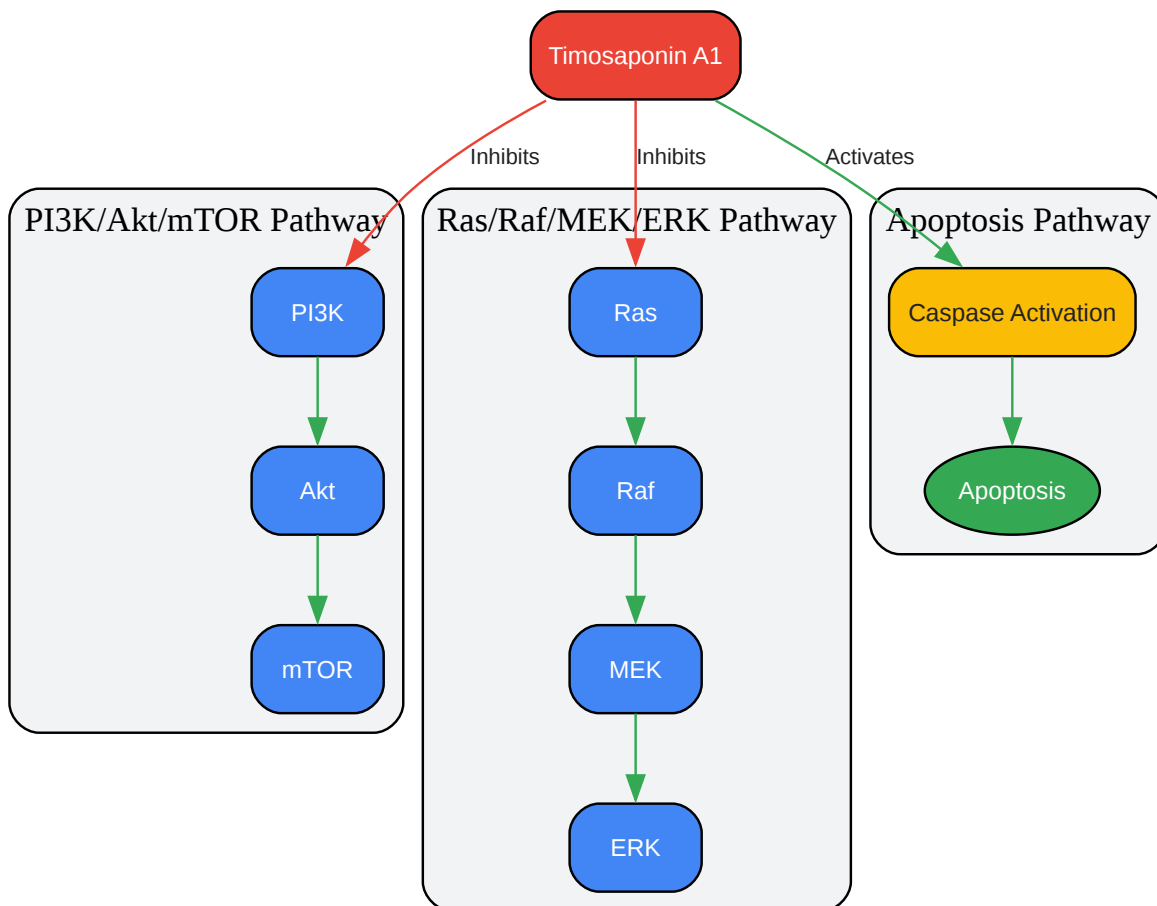 Timosaponin A1
Inhibits
Inhibits
Activates
PI3K/Akt/mTOR Pathway
Ras/Raf/MEK/ERK Pathway
Apoptosis Pathway
PI3K
Ras
Caspase Activation
Akt
Raf
Apoptosis
mTOR
MEK
ERK